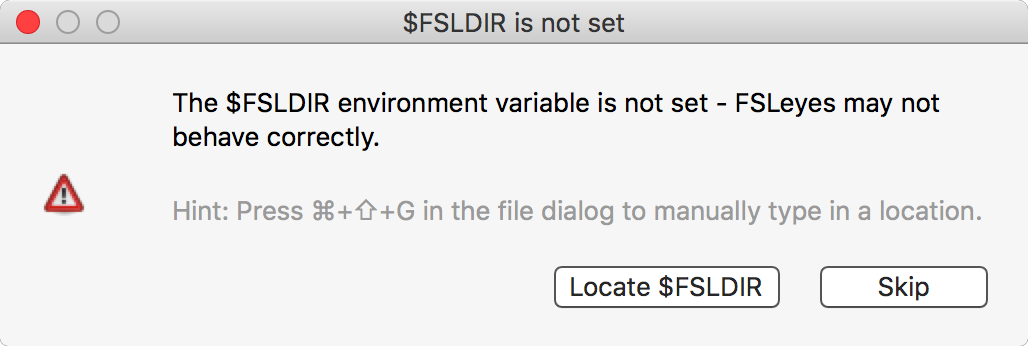 $FSLDIR is not set
The $FSLDIR environment variable is not set - FSLeyes may not
behave correctly.
Hint: Press ⌘+⇧+G in the file dialog to manually type in a location.
Locate $FSLDIR
Skip